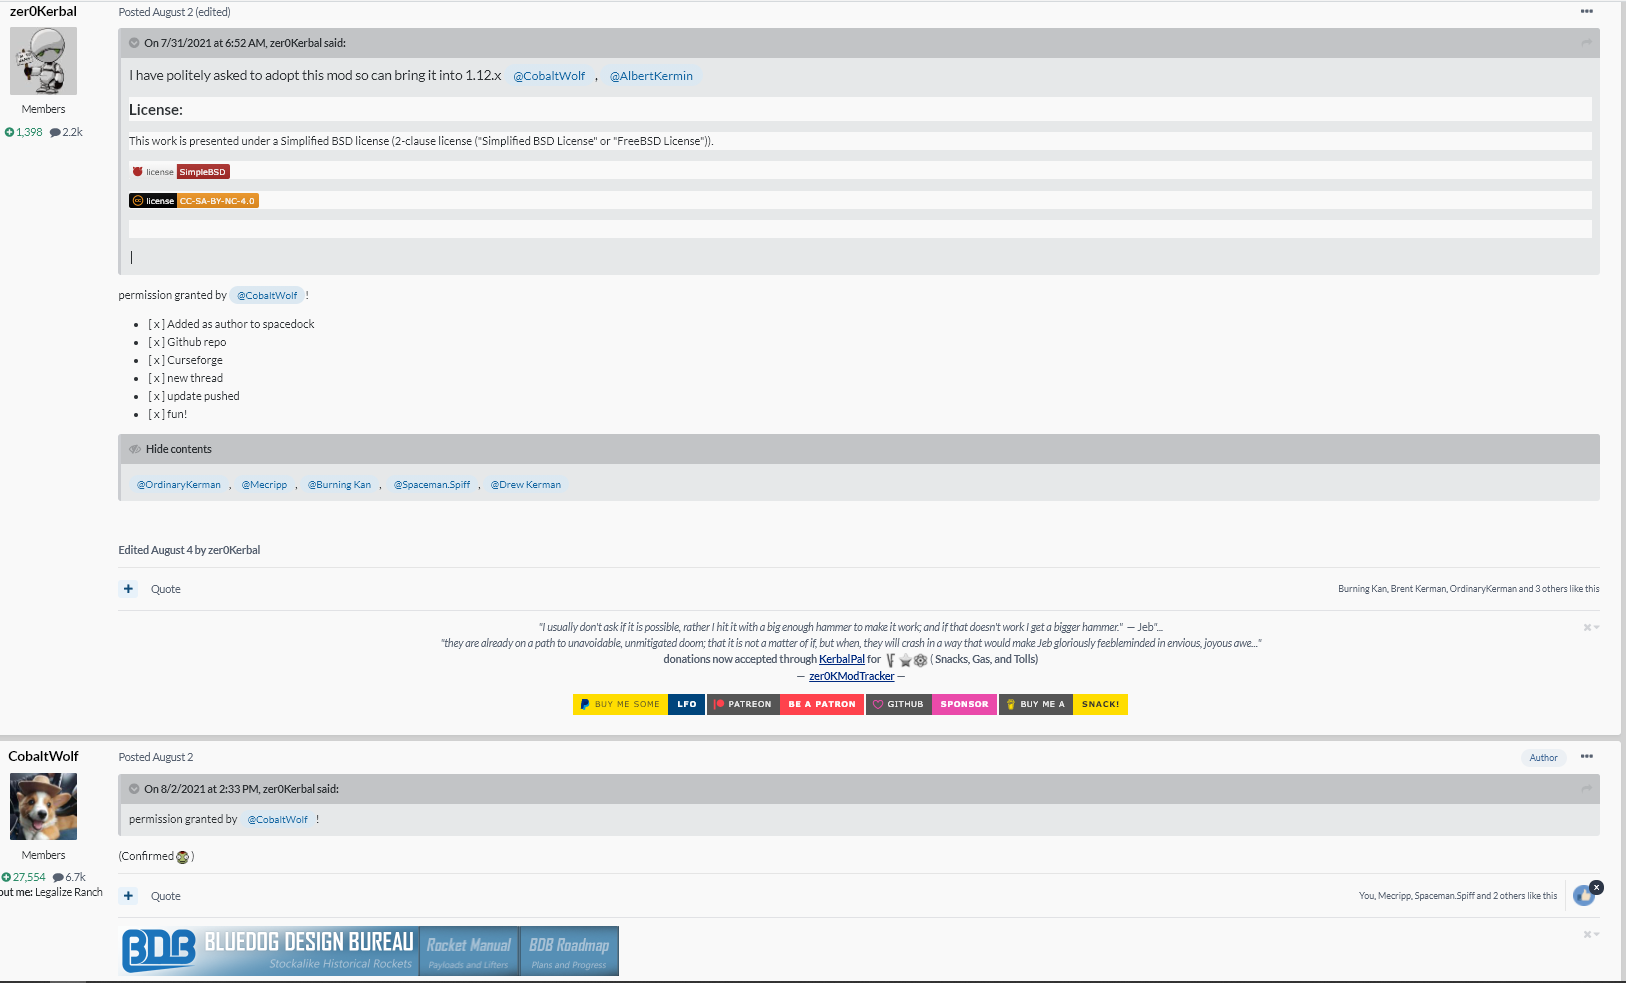 zer0Kerbal
Posted August 2 (edited)
On 7/31/2021 at 6:52 AM, zer0Kerbal said:
I have politely asked to adopt this mod so can bring it into 1.12.x @CobaltWolf , @AlbertKermin
License:
This work is presented under a Simplified BSD license (2-clause license ("Simplified BSD License" or "FreeBSD License")).
license SimpleBSD
license CC-SA-BY-NC-4.0
Members
1,398 2.2k
permission granted by @CobaltWolf !
[ x ] Added as author to spacedock
[ x ] Github repo
[ x ] Curseforge
[ x ] new thread
[ x ] update pushed
[ x ] fun!
Hide contents
@OrdinaryKerman , @Mecripp , @Burning Kan , @Spaceman.Spiff , @Drew Kerman
Edited August 4 by zer0Kerbal
+ Quote
Burning Kan, Brent Kerman, OrdinaryKerman and 3 others like this
"I usually don't ask if it is possible, rather I hit it with a big enough hammer to make it work; and if that doesn't work I get a bigger hammer." — Jeb"...
"they are already on a path to unavoidable, unmitigated doom; that it is not a matter of if, but when, they will crash in a way that would make Jeb gloriously feebleminded in envious, joyous awe..."
donations now accepted through KerbalPal for ( Snacks, Gas, and Tolls)
— zer0KModTracker —
BUY ME SOME LFO PATREON BE A PATRON GITHUB SPONSOR BUY ME A SNACK!
CobaltWolf
Posted August 2
Author
On 8/2/2021 at 2:33 PM, zer0Kerbal said:
permission granted by @CobaltWolf !
Members
27,554 6.7k
out me: Legalize Ranch
(Confirmed )
+ Quote
You, Mecripp, Spaceman.Spiff and 2 others like this
BDB BLUEDOG DESIGN BUREAU
Stockalike Historical Rockets
Rocket Manual
Payloads and Lifters
BDB Roadmap
Plans and Progress